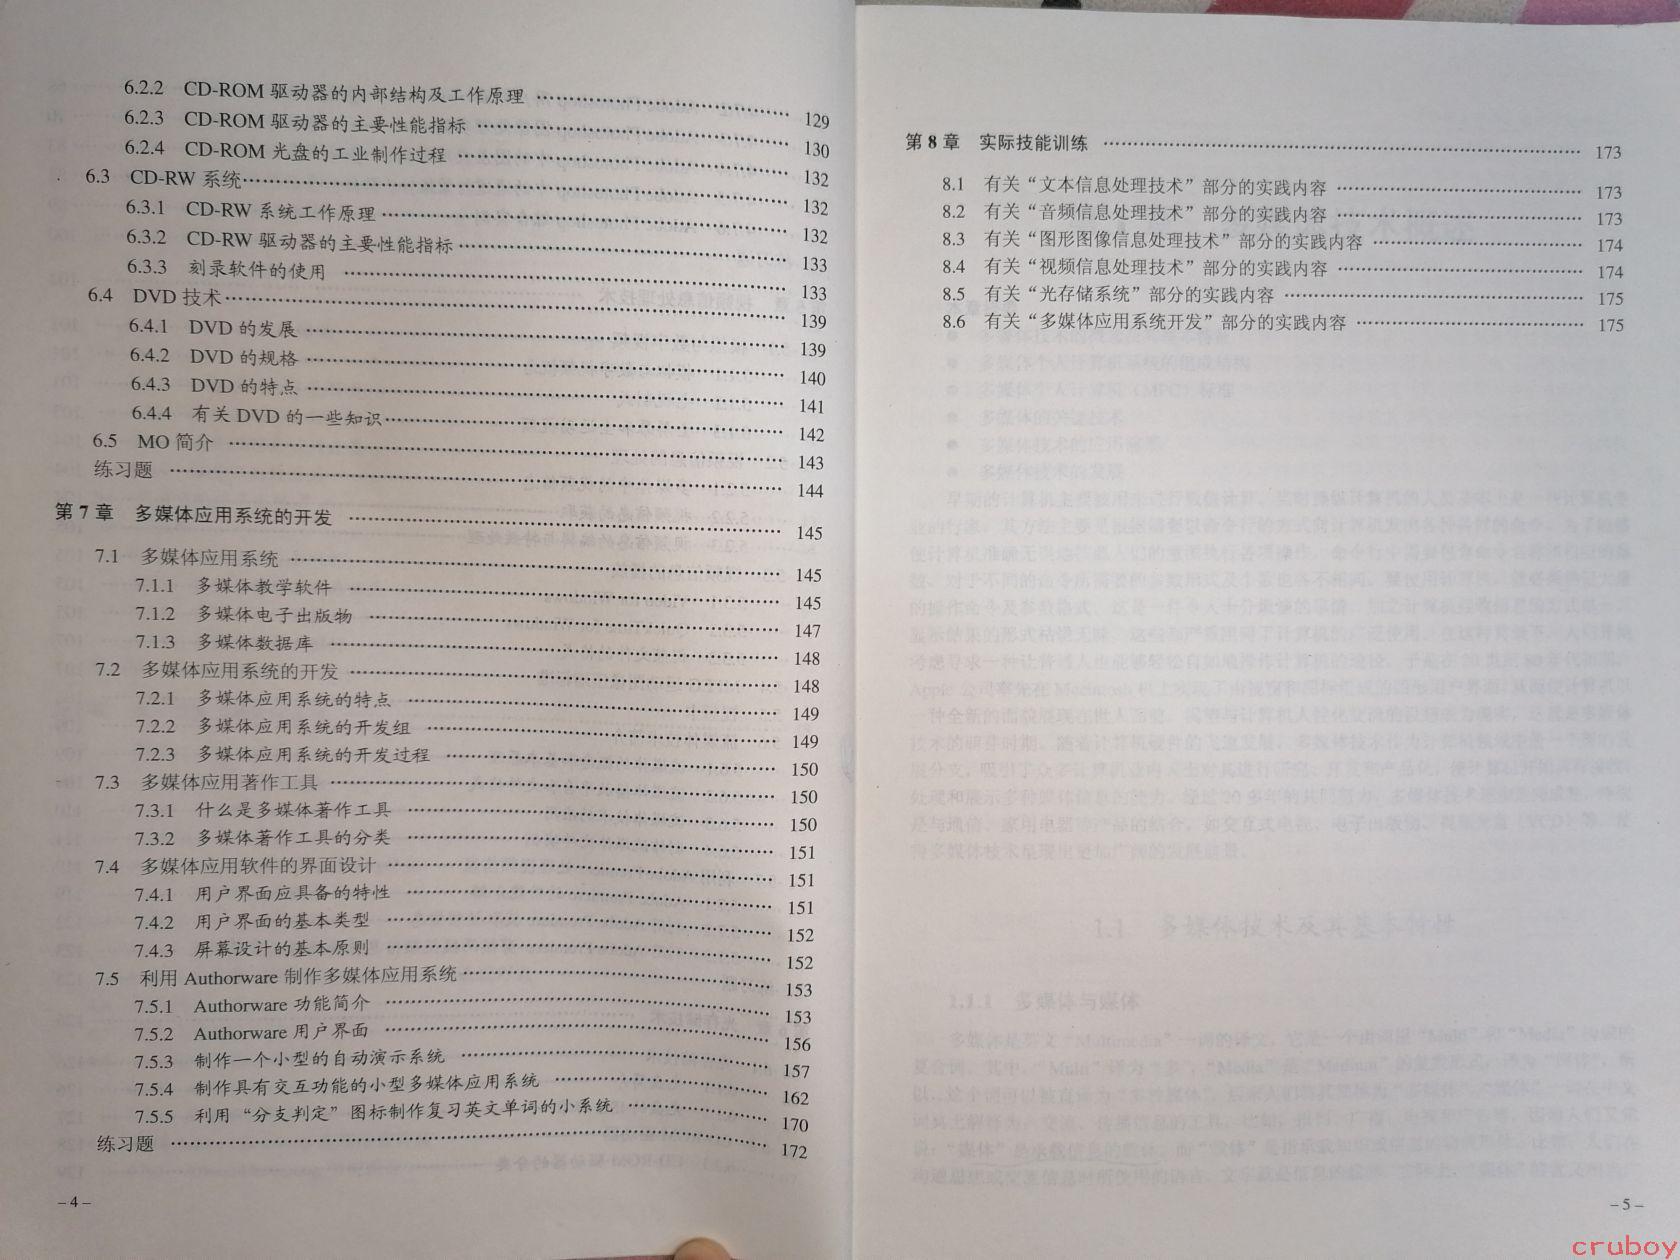 6.2.2 CD-ROM 驱动器的内部结构及工作原理 129
6.2.3 CD-ROM 驱动器的主要性能指标 130
6.2.4 CD-ROM 光盘的工业制作过程 132
6.3 CD-RW 系统 132
6.3.1 CD-RW 系统工作原理 132
6.3.2 CD-RW 驱动器的主要性能指标 133
6.3.3 刻录软件的使用 133
6.4 DVD 技术 139
6.4.1 DVD 的发展 139
6.4.2 DVD 的规格 140
6.4.3 DVD 的特点 141
6.4.4 有关 DVD 的一些知识 142
6.5 MO 简介 143
练习题 144
第 7 章 多媒体应用系统的开发 145
7.1 多媒体应用系统 145
7.1.1 多媒体教学软件 145
7.1.2 多媒体电子出版物 147
7.1.3 多媒体数据库 148
7.2 多媒体应用系统的开发 148
7.2.1 多媒体应用系统的特点 149
7.2.2 多媒体应用系统的开发组 149
7.2.3 多媒体应用系统的开发过程 150
7.3 多媒体应用著作工具 150
7.3.1 什么是多媒体著作工具 150
7.3.2 多媒体著作工具的分类 151
7.4 多媒体应用软件的界面设计 151
7.4.1 用户界面应具备的特性 151
7.4.2 用户界面的基本类型 152
7.4.3 屏幕设计的基本原则 152
7.5 利用 Authorware 制作多媒体应用系统 153
7.5.1 Authorware 功能简介 153
7.5.2 Authorware 用户界面 156
7.5.3 制作一个小型的自动演示系统 157
7.5.4 制作具有交互功能的小型多媒体应用系统 162
7.5.5 利用“分支判定”图标制作复习英文单词的小系统 170
练习题 172
– 4 –
第 8 章 实际技能训练 173
8.1 有关“文本信息处理技术”部分的实践内容 173
8.2 有关“音频信息处理技术”部分的实践内容 173
8.3 有关“图形图像信息处理技术”部分的实践内容 174
8.4 有关“视频信息处理技术”部分的实践内容 174
8.5 有关“光存储系统”部分的实践内容 175
8.6 有关“多媒体应用系统开发”部分的实践内容 175
– 5 –
cruboy